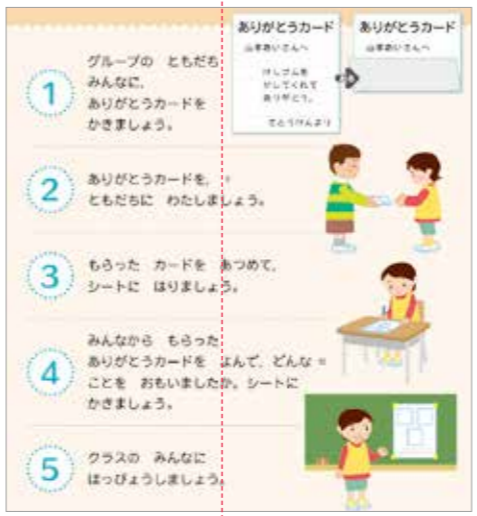 ありがとうカード
山本あいさんへ
けしゴムを
かしてくれて
ありがとう。
ありがとうカード
山本あいさんへ
1
グループの ともだち
みんなに、
ありがとうカードを
かきましょう。
2
ありがとうカードを、
ともだちに わたしましょう。
3
もらった カードを あつめて、
シートに はりましょう。
4
みんなから もらった
ありがとうカードを よんで、どんな
ことを おもいましたか。シートに
かきましょう。
5
クラスの みんなに
はっぴょうしましょう。